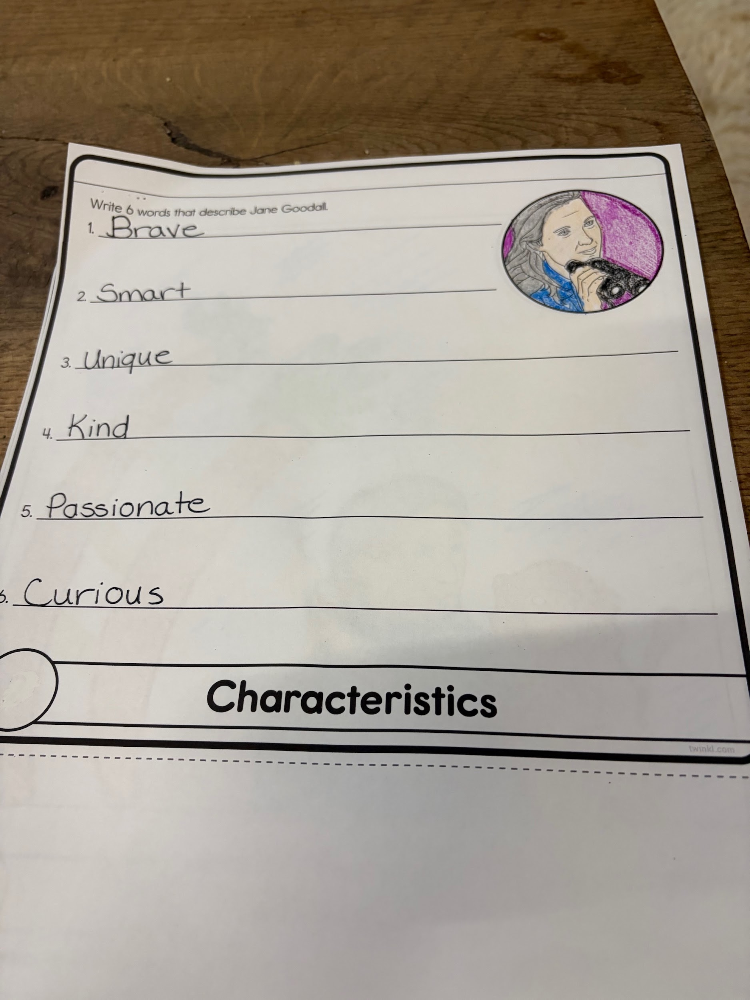 Write 6 words that describe Jane Goodall.
1. Brave
2. Smart
3. Unique
4. Kind
5. Passionate
6. Curious
Characteristics
twinkl.com